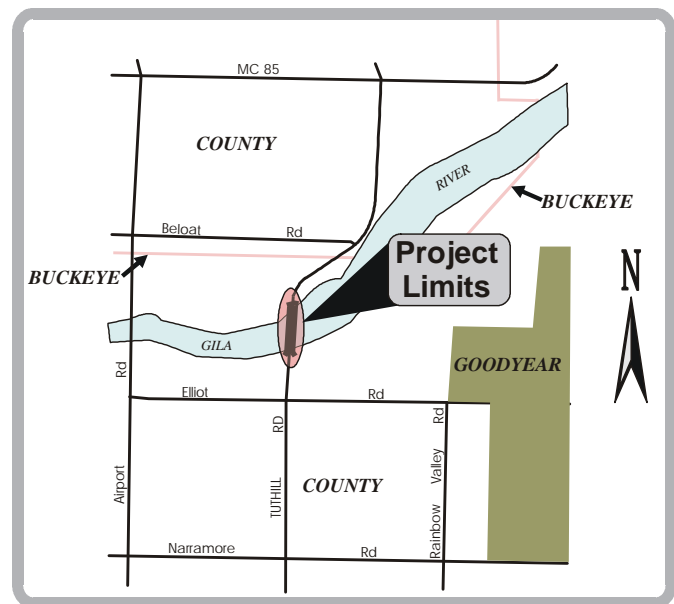 MC 85
COUNTY
RIVER
BUCKEYE
Beloat Rd
Project
Limits
N
BUCKEYE
GILA
GOODYEAR
Rd
Airport
Elliot Rd
TUTHILL RD
Rainbow Valley Rd
COUNTY
Narramore Rd